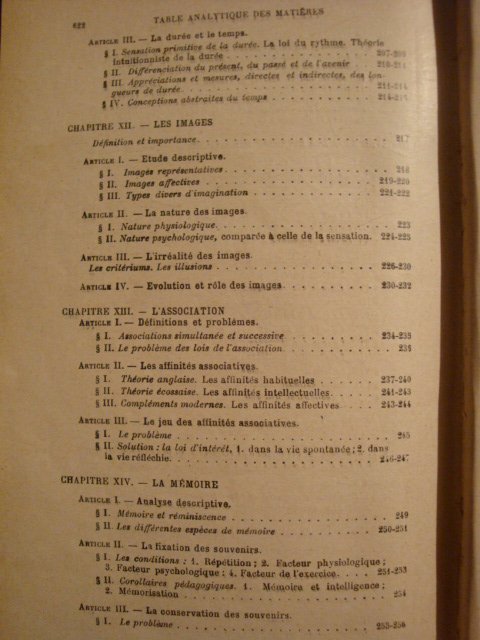 622 TABLE ANALYTIQUE DES MATIÈRES
ARTICLE III. — La durée et le temps.
§ I. Sensation primitive de la durée. La loi du rythme. Théorie
intuitionniste de la durée . . . . . . . . . . 207-209
§ II. Différenciation du présent, du passé et de l'avenir
§ III. Appréciations et mesures, directes et indirectes, des lon-
gueurs de durée. . . . . . . . . .
§ IV. Conceptions abstraites du temps . . . . . . . . . .
CHAPITRE XII. — LES IMAGES
Définition et importance. . . . . . . . . . 217
ARTICLE I. — Etude descriptive.
§ I. Images représentatives. . . . . . . . . . 218
§ II. Images affectives . . . . . . . . . . 219-220
§ III. Types divers d'imagination . . . . . . . . . . 221-222
ARTICLE II. — La nature des images.
§ I. Nature physiologique. . . . . . . . . . 223
§ II. Nature psychologique, comparée à celle de la sensation. 224-225
ARTICLE III. — L'irréalité des images.
Les critériums. Les illusions . . . . . . . . . . 226-230
ARTICLE IV. — Evolution et rôle des images. . . . . . . . . . 230-232
CHAPITRE XIII. — L'ASSOCIATION
ARTICLE I. — Définitions et problèmes.
§ I. Associations simultanée et successive. . . . . . . . . . 234-238
§ II. Le problème des lois de l'association. . . . . . . . . .
ARTICLE II. — Les affinités associatives.
§ I. Théorie anglaise. Les affinités habituelles . . . . . . 237-240
§ II. Théorie écossaise. Les affinités intellectuelles. . . . . 241-243
§ III. Compléments modernes. Les affinités affectives . . . . 243-244
ARTICLE III. — Le jeu des affinités associatives.
§ I. Le problème . . . . . . . . . . 245
§ II. Solution : la loi d'intérêt, 1. dans la vie spontanée ; 2. dans
la vie réfléchie. . . . . . . . . . 246-247
CHAPITRE XIV. — LA MÉMOIRE
ARTICLE I. — Analyse descriptive.
§ I. Mémoire et réminiscence . . . . . . . . . . 249
§ II. Les différentes espèces de mémoire . . . . . . . . . . 250-251
ARTICLE II. — La fixation des souvenirs.
§ I. Les conditions : 1. Répétition ; 2. Facteur physiologique ;
3. Facteur psychologique ; 4. Facteur de l'exercice. . . . 251-253
§ II. Corollaires pédagogiques. 1. Mémoire et intelligence ;
2. Mémorisation . . . . . . . . . . 254
ARTICLE III. — La conservation des souvenirs.
§ I. Le problème . . . . . . . . . . 255-256